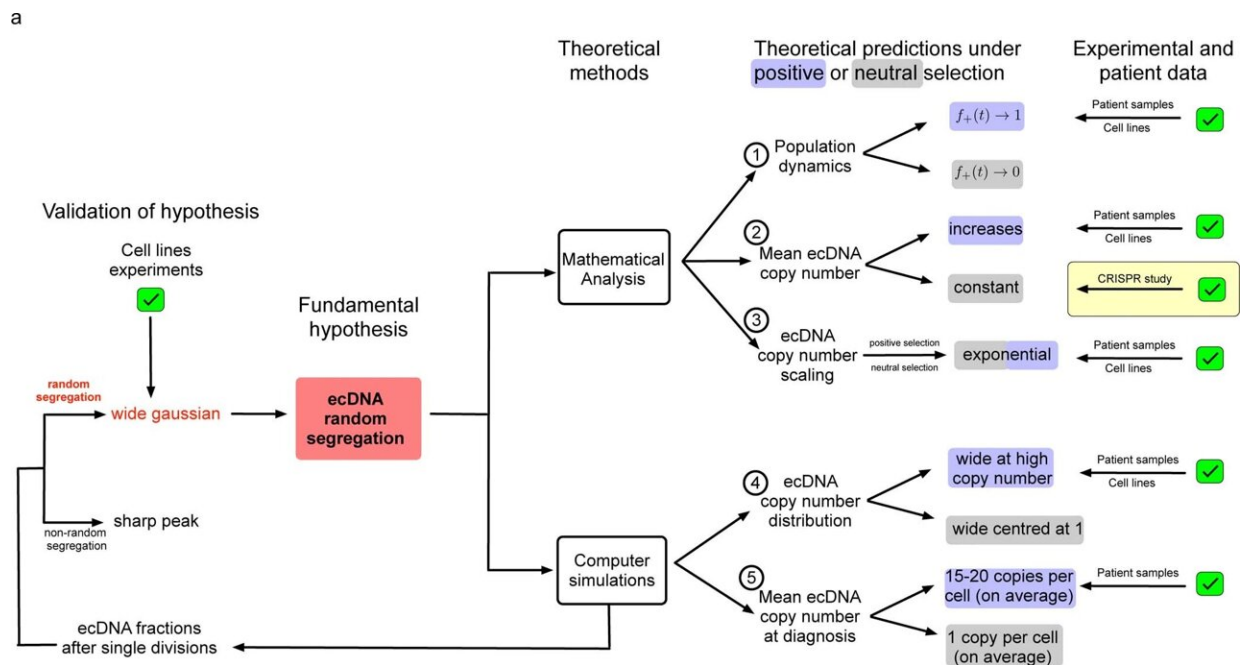 a
Theoretical
methods
Theoretical predictions under
positive or neutral selection
Experimental and
patient data
Validation of hypothesis
Cell lines
experiments
random
segregation
wide gaussian
non-random
segregation
sharp peak
ecDNA fractions
after single divisions
Fundamental
hypothesis
ecDNA
random
segregation
Mathematical
Analysis
1
Population
dynamics
f₊(t) → 1
Patient samples
Cell lines
f₊(t) → 0
2
Mean ecDNA
copy number
increases
Patient samples
Cell lines
constant
CRISPR study
3
ecDNA
copy number
scaling
positive selection
neutral selection
exponential
Patient samples
Cell lines
Computer
simulations
4
ecDNA
copy number
distribution
wide at high
copy number
Patient samples
Cell lines
wide centred at 1
5
Mean ecDNA
copy number
at diagnosis
15-20 copies per
cell (on average)
Patient samples
1 copy per cell
(on average)